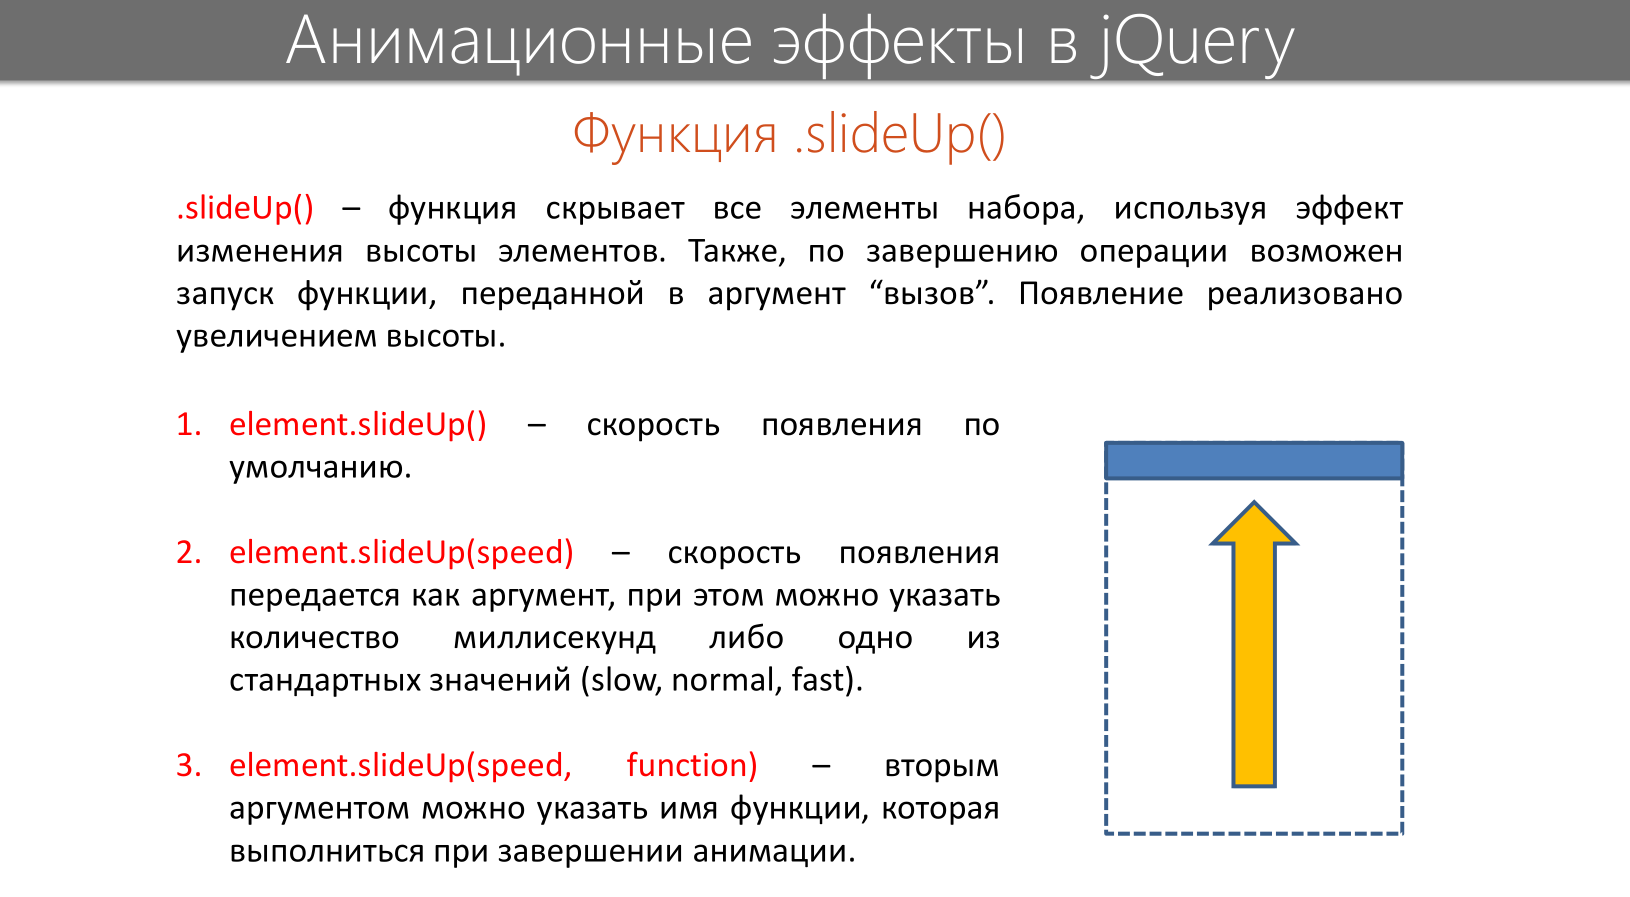 Анимационные эффекты в jQuery
Функция .slideUp()
.slideUp() – функция скрывает все элементы набора, используя эффект
изменения высоты элементов. Также, по завершению операции возможен
запуск функции, переданной в аргумент “вызов”. Появление реализовано
увеличением высоты.
1. element.slideUp() – скорость появления по
умолчанию.
2. element.slideUp(speed) – скорость появления
передается как аргумент, при этом можно указать
количество миллисекунд либо одно из
стандартных значений (slow, normal, fast).
3. element.slideUp(speed, function) – вторым
аргументом можно указать имя функции, которая
выполниться при завершении анимации.